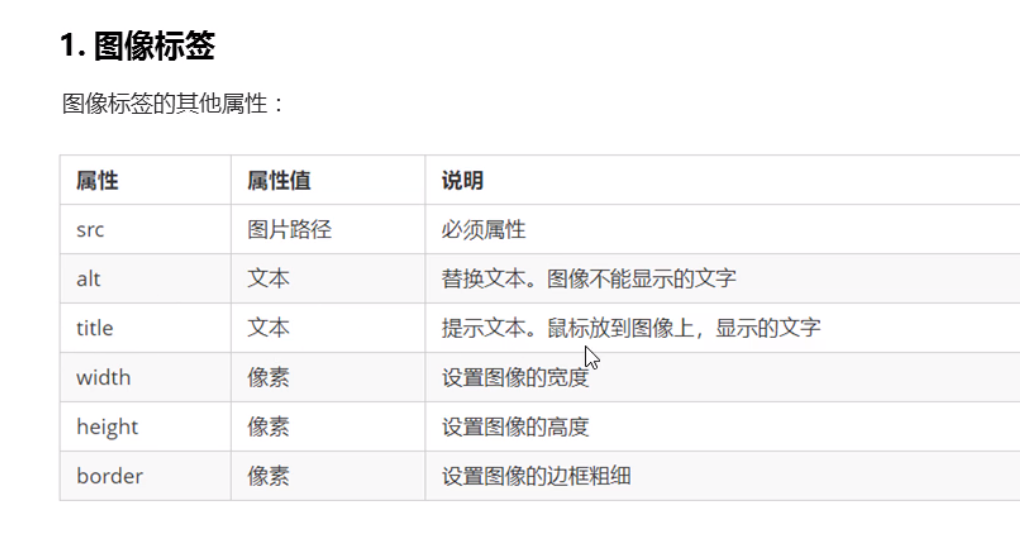 1. 图像标签
图像标签的其他属性：
属性 属性值 说明
src 图片路径 必须属性
alt 文本 替换文本。图像不能显示的文字
title 文本 提示文本。鼠标放到图像上，显示的文字
width 像素 设置图像的宽度
height 像素 设置图像的高度
border 像素 设置图像的边框粗细